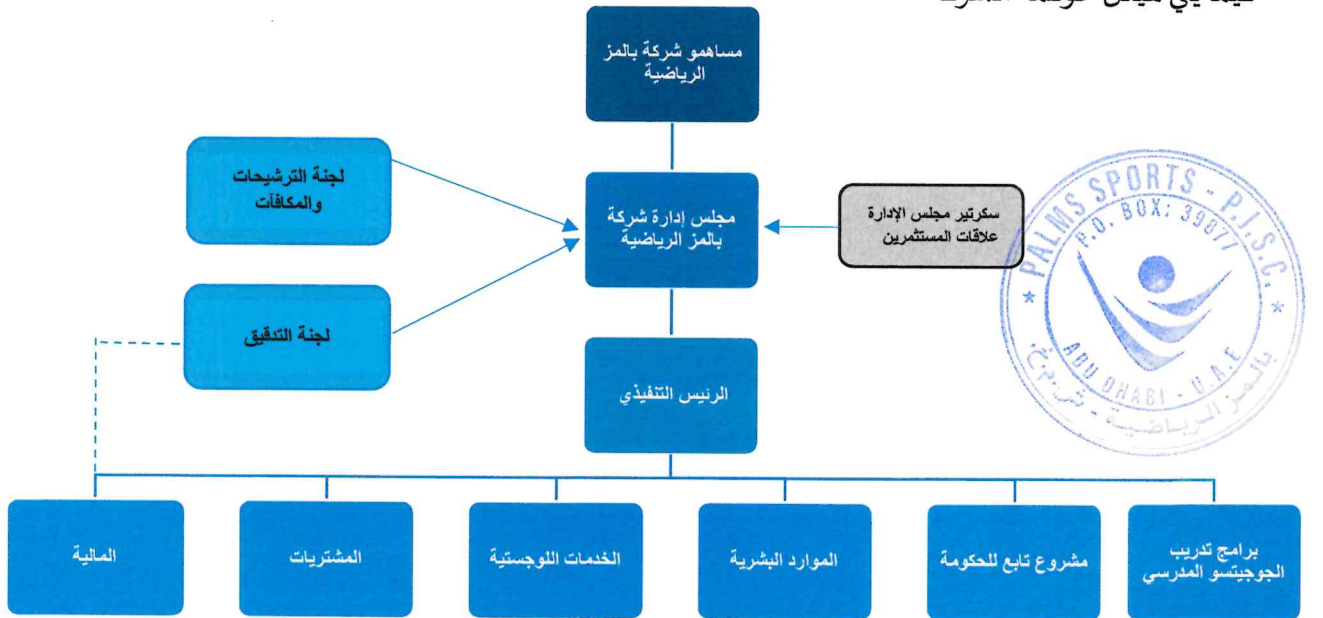 مساهمو شركة بالمز
الرياضية
لجنة الترشيحات
والمكافآت
مجلس إدارة شركة
بالمز الرياضية
سكرتير مجلس الإدارة
علاقات المستثمرين
PALMS SPORTS - P.J.S.C.
P.O. BOX: 39877
ABU DHABI - U.A.E
بالمز الرياضية - ش.م.خ.
لجنة التدقيق
الرئيس التنفيذي
برامج تدريب
الجوجيتسو المدرسي
مشروع تابع للحكومة
الموارد البشرية
الخدمات اللوجستية
المشتريات
المالية